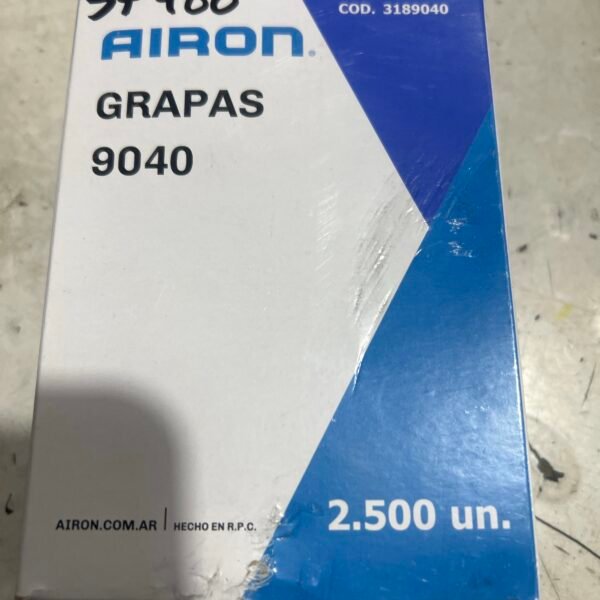 COD. 3189040
AIRON®
GRAPAS
9040
2.500 un.
AIRON.COM.AR | HECHO EN R.P.C.